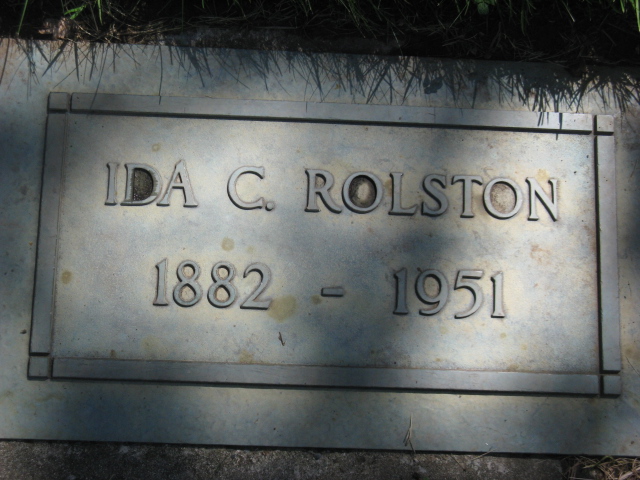 IDA C. ROLSTON
1882 - 1951